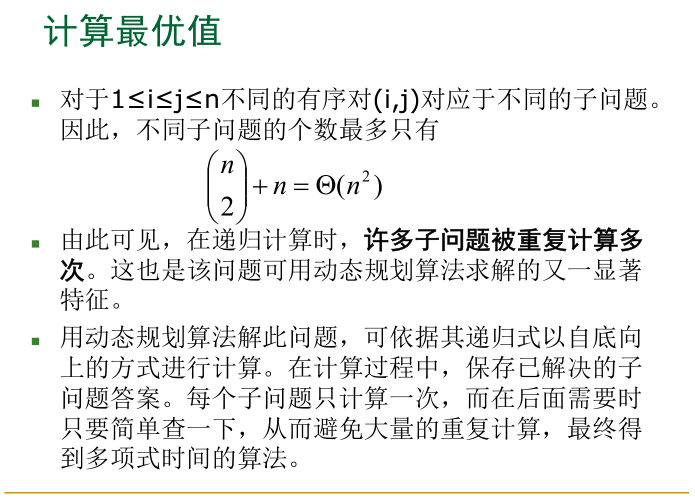 计算最优值
对于1≤i≤j≤n不同的有序对(i,j)对应于不同的子问题。
因此，不同子问题的个数最多只有
(n 2) + n = Θ(n²)
由此可见，在递归计算时，许多子问题被重复计算多
次。这也是该问题可用动态规划算法求解的又一显著
特征。
用动态规划算法解此问题，可依据其递归式以自底向
上的方式进行计算。在计算过程中，保存已解决的子
问题答案。每个子问题只计算一次，而在后面需要时
只要简单查一下，从而避免大量的重复计算，最终得
到多项式时间的算法。